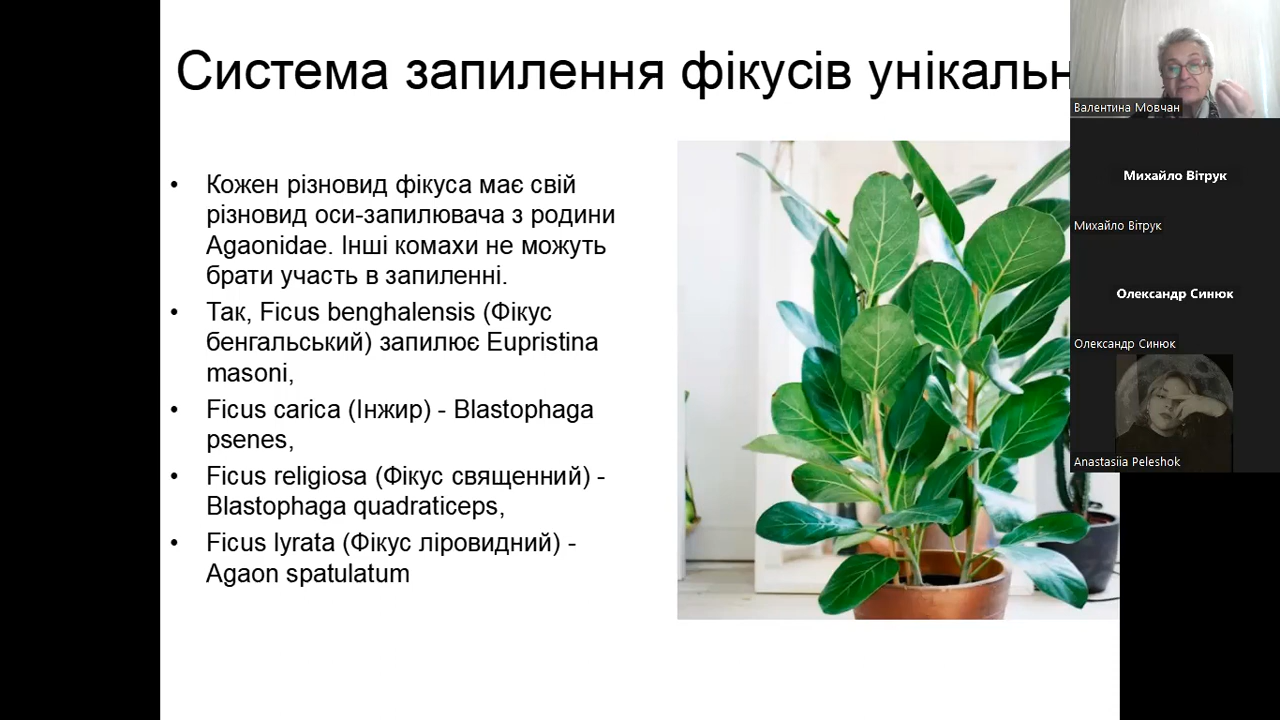 Система запилення фікусів унікальн
• Кожен різновид фікуса має свій
різновид оси-запилювача з родини
Agaonidae. Інші комахи не можуть
брати участь в запиленні.
• Так, Ficus benghalensis (Фікус
бенгальський) запилює Eupristina
masoni,
• Ficus carica (Інжир) - Blastophaga
psenes,
• Ficus religiosa (Фікус священний) -
Blastophaga quadraticeps,
• Ficus lyrata (Фікус ліровидний) -
Agaon spatulatum
Валентина Мовчан
Михайло Вітрук
Михайло Вітрук
Олександр Синюк
Олександр Синюк
Anastasiia Peleshok